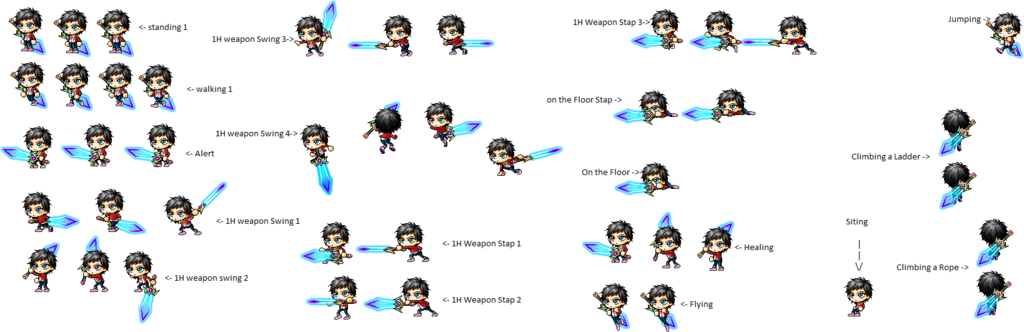 <- standing 1
1H weapon Swing 3->
1H Weapon Stap 3 ->
Jumping ->
<- walking 1
on the Floor Stap ->
1H weapon Swing 4->
<- Alert
Climbing a Ladder ->
On the Floor ->
<- 1H weapon Swing 1
Siting
|
|
\/
<- 1H Weapon Stap 1
<- Healing
Climbing a Rope ->
<- 1H weapon swing 2
<- 1H Weapon Stap 2
<- Flying